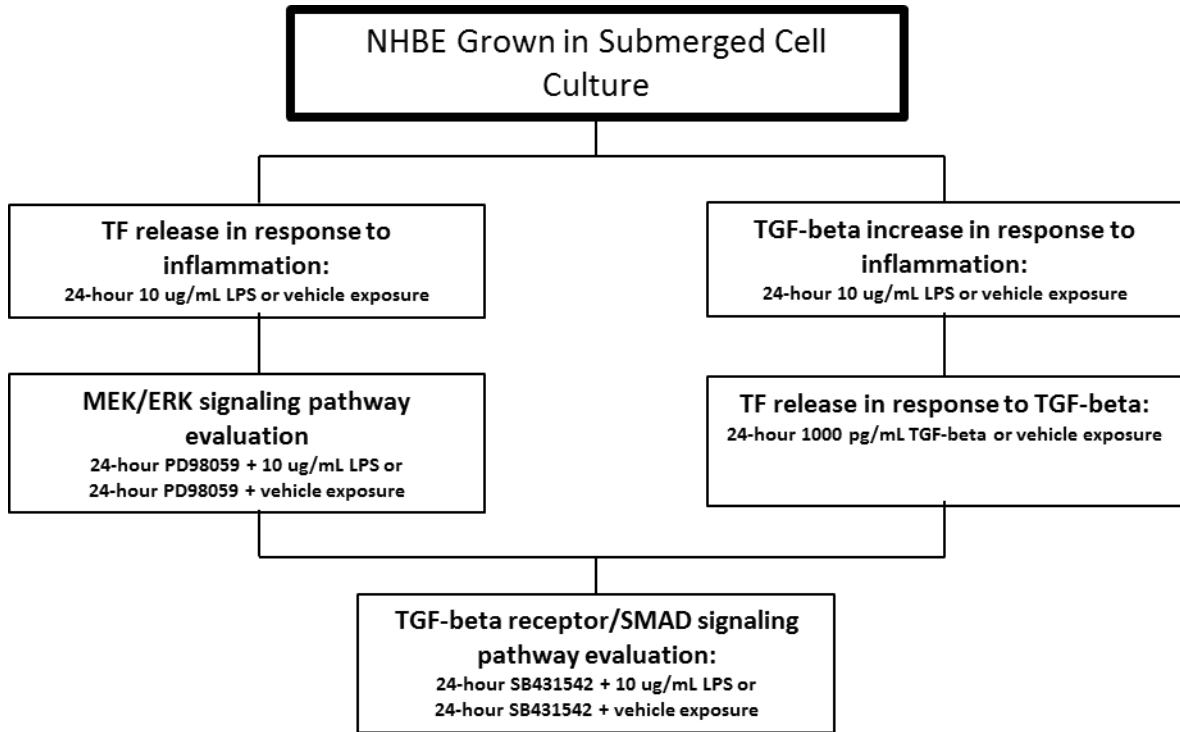 NHBE Grown in Submerged Cell
Culture
TF release in response to
inflammation:
24-hour 10 ug/mL LPS or vehicle exposure
TGF-beta increase in response to
inflammation:
24-hour 10 ug/mL LPS or vehicle exposure
MEK/ERK signaling pathway
evaluation
24-hour PD98059 + 10 ug/mL LPS or
24-hour PD98059 + vehicle exposure
TF release in response to TGF-beta:
24-hour 1000 pg/mL TGF-beta or vehicle exposure
TGF-beta receptor/SMAD signaling
pathway evaluation:
24-hour SB431542 + 10 ug/mL LPS or
24-hour SB431542 + vehicle exposure